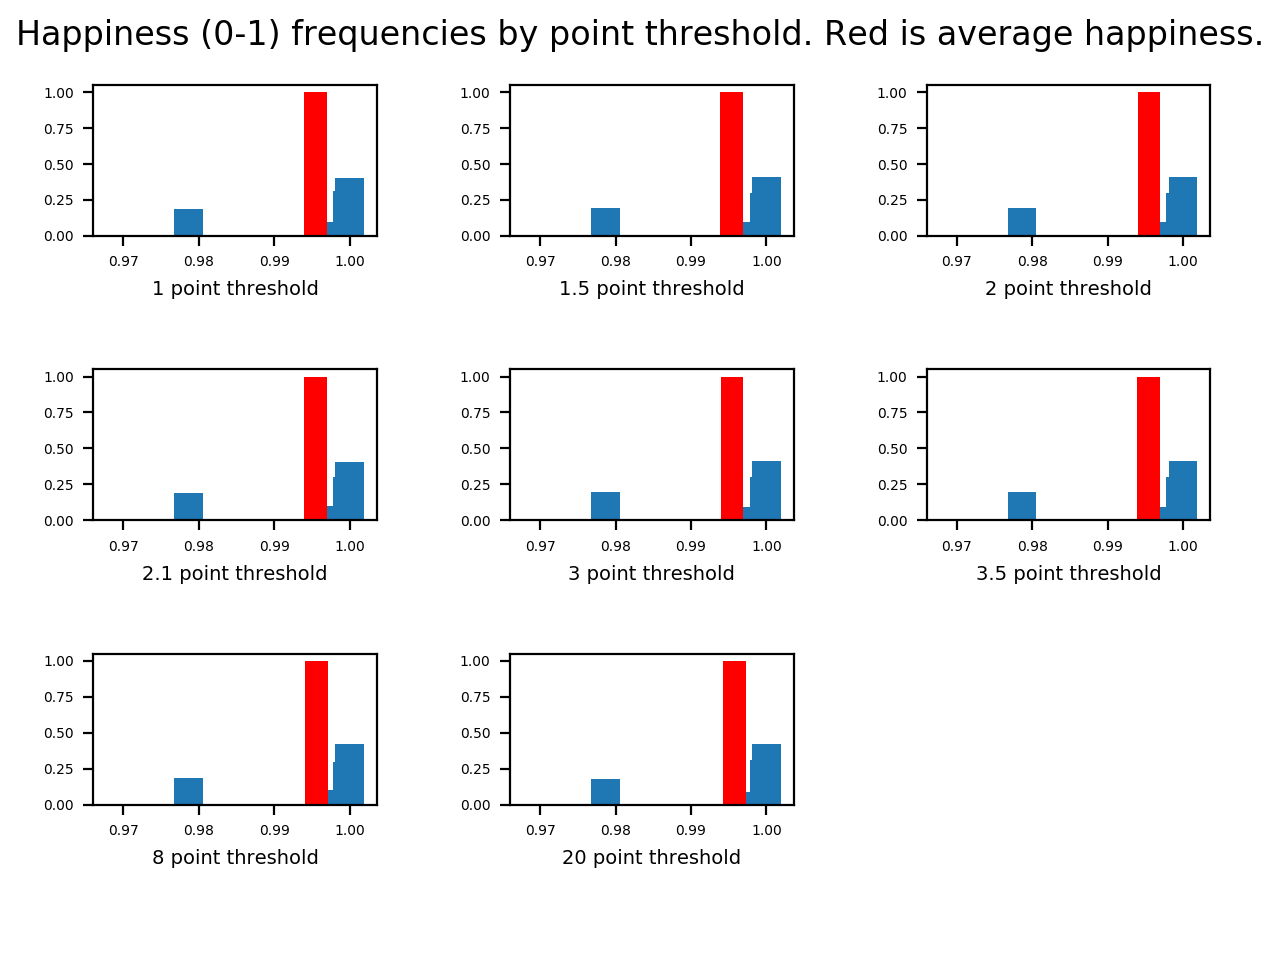 Happiness (0-1) frequencies by point threshold. Red is average happiness.
1.00 1.00 1.00
0.75 0.75 0.75
0.50 0.50 0.50
0.25 0.25 0.25
0.00 0.00 0.00
0.97 0.98 0.99 1.00 0.97 0.98 0.99 1.00 0.97 0.98 0.99 1.00
1 point threshold 1.5 point threshold 2 point threshold
1.00 1.00 1.00
0.75 0.75 0.75
0.50 0.50 0.50
0.25 0.25 0.25
0.00 0.00 0.00
0.97 0.98 0.99 1.00 0.97 0.98 0.99 1.00 0.97 0.98 0.99 1.00
2.1 point threshold 3 point threshold 3.5 point threshold
1.00 1.00
0.75 0.75
0.50 0.50
0.25 0.25
0.00 0.00
0.97 0.98 0.99 1.00 0.97 0.98 0.99 1.00
8 point threshold 20 point threshold